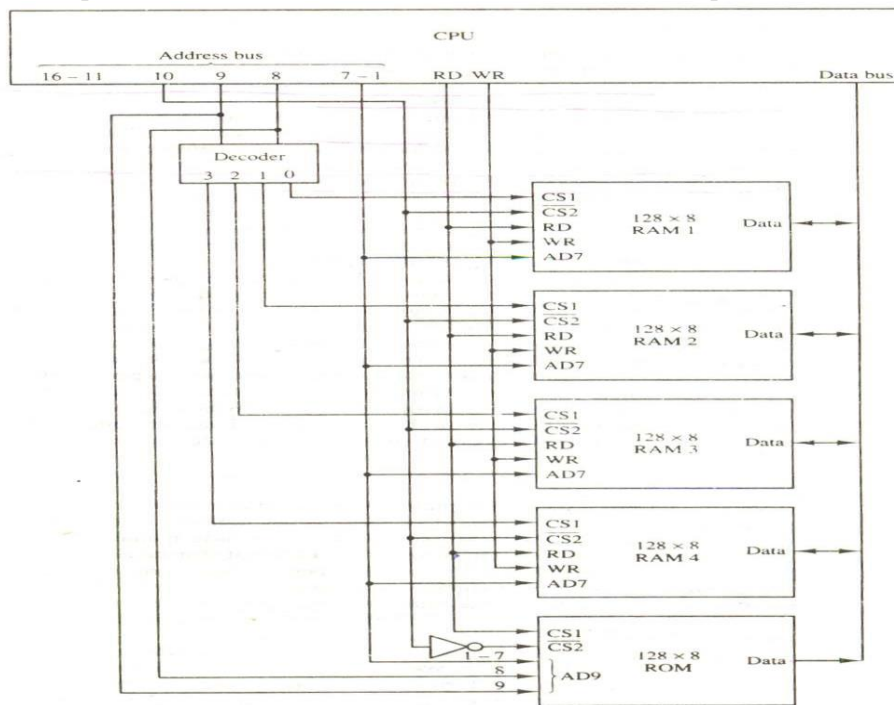 CPU
Address bus
16 – 11 10 9 8 7 – 1 RD WR Data bus
Decoder
3 2 1 0
CS1
CS2
RD
WR
AD7
128 × 8
RAM 1
Data
CS1
CS2
RD
WR
AD7
128 × 8
RAM 2
Data
CS1
CS2
RD
WR
AD7
128 × 8
RAM 3
Data
CS1
CS2
RD
WR
AD7
128 × 8
RAM 4
Data
CS1
CS2
1 – 7
8
9
AD9
128 × 8
ROM
Data